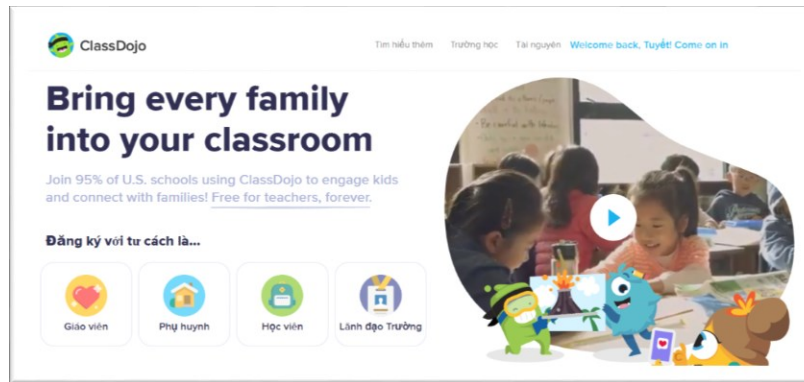 ClassDojo
Tìm hiểu thêm Trường học Tài nguyên Welcome back, Tuyết! Come on in
Bring every family
into your classroom
Join 95% of U.S. schools using ClassDojo to engage kids
and connect with families! Free for teachers, forever.
Đăng ký với tư cách là...
Giáo viên Phụ huynh Học viên Lãnh đạo Trường